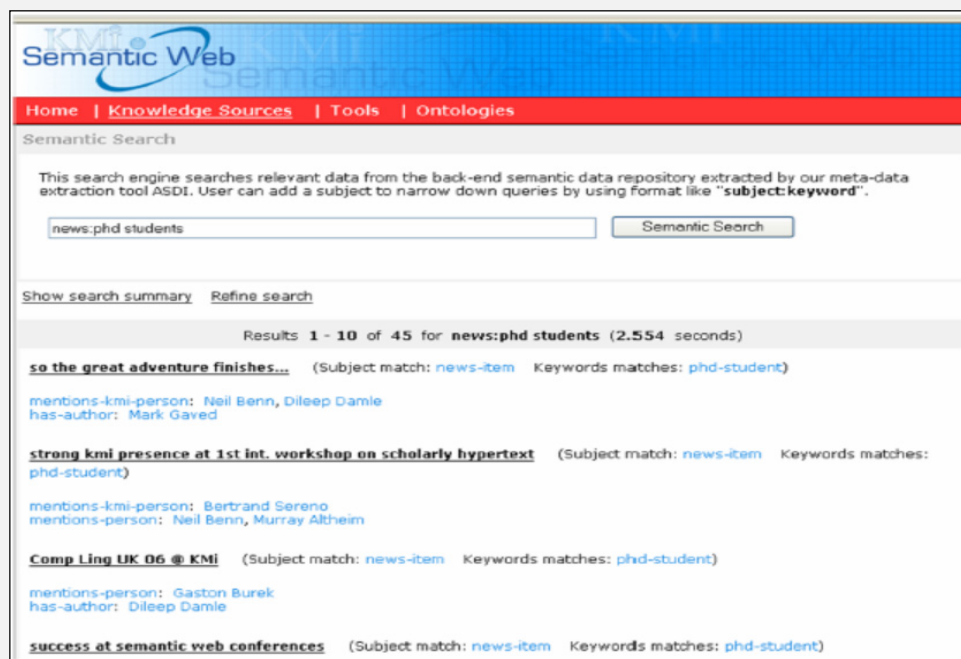 KMi
Semantic Web
KMi
KMi
Semantic Web
Home | Knowledge Sources | Tools | Ontologies
Semantic Search
This search engine searches relevant data from the back-end semantic data repository extracted by our meta-data
extraction tool ASDI. User can add a subject to narrow down queries by using format like "subject:keyword".
news:phd students
Semantic Search
Show search summary Refine search
Results 1 - 10 of 45 for news:phd students (2.554 seconds)
so the great adventure finishes... (Subject match: news-item Keywords matches: phd-student)
mentions-kmi-person: Neil Benn, Dileep Damle
has-author: Mark Gaved
strong kmi presence at 1st int. workshop on scholarly hypertext (Subject match: news-item Keywords matches:
phd-student)
mentions-kmi-person: Bertrand Sereno
mentions-person: Neil Benn, Murray Altheim
Comp Ling UK 06 @ KMi (Subject match: news-item Keywords matches: phd-student)
mentions-person: Gaston Burek
has-author: Dileep Damle
success at semantic web conferences (Subject match: news-item Keywords matches: phd-student)